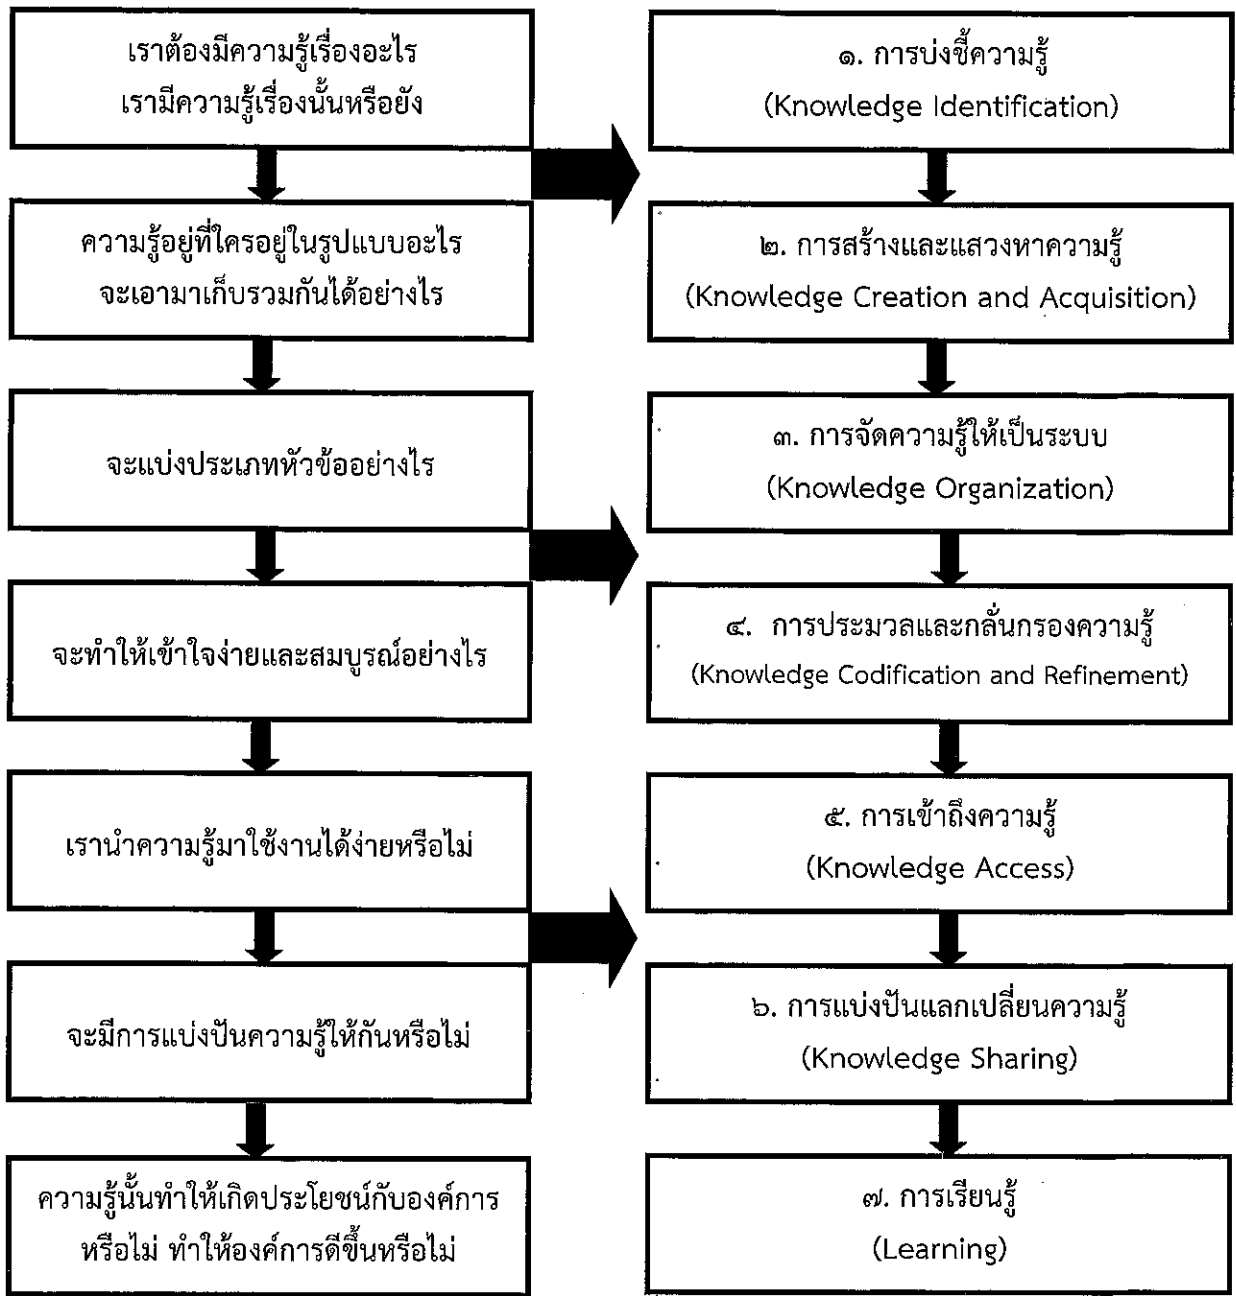 เราต้องมีความรู้เรื่องอะไร
เรามีความรู้เรื่องนั้นหรือยัง
๑. การบ่งชี้ความรู้
(Knowledge Identification)
ความรู้อยู่ที่ใครอยู่ในรูปแบบอะไร
จะเอามาเก็บรวมกันได้อย่างไร
๒. การสร้างและแสวงหาความรู้
(Knowledge Creation and Acquisition)
จะแบ่งประเภทหัวข้ออย่างไร
๓. การจัดความรู้ให้เป็นระบบ
(Knowledge Organization)
จะทำให้เข้าใจง่ายและสมบูรณ์อย่างไร
๔. การประมวลและกลั่นกรองความรู้
(Knowledge Codification and Refinement)
เรานำความรู้มาใช้งานได้ง่ายหรือไม่
๕. การเข้าถึงความรู้
(Knowledge Access)
จะมีการแบ่งปันความรู้ให้กันหรือไม่
๖. การแบ่งปันแลกเปลี่ยนความรู้
(Knowledge Sharing)
ความรู้นั้นทำให้เกิดประโยชน์กับองค์การ
หรือไม่ ทำให้องค์การดีขึ้นหรือไม่
๗. การเรียนรู้
(Learning)